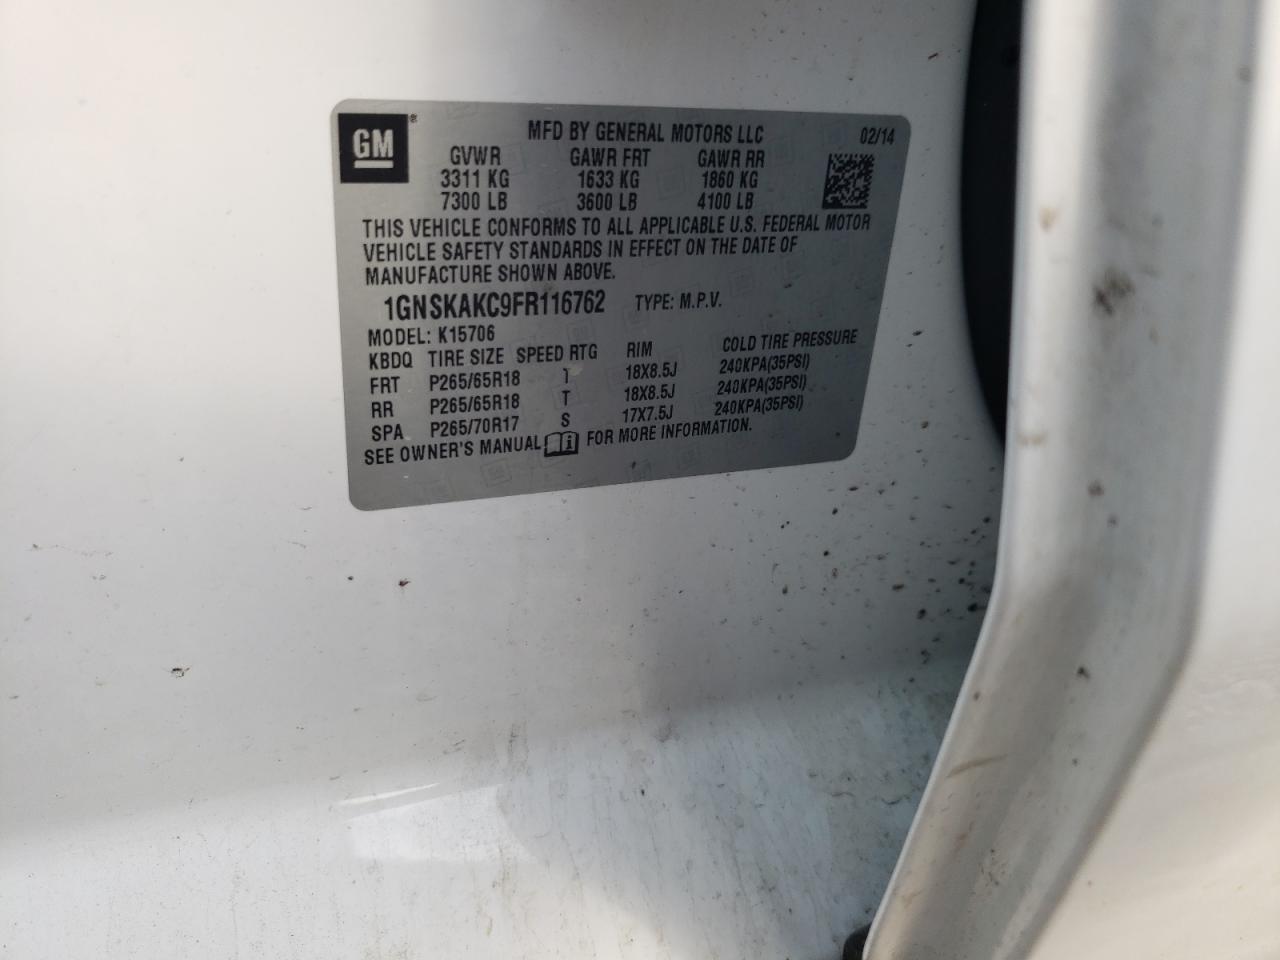 GM ®
MFD BY GENERAL MOTORS LLC 02/14
GVWR GAWR FRT GAWR RR
3311 KG 1633 KG 1860 KG
7300 LB 3600 LB 4100 LB
THIS VEHICLE CONFORMS TO ALL APPLICABLE U.S. FEDERAL MOTOR
VEHICLE SAFETY STANDARDS IN EFFECT ON THE DATE OF
MANUFACTURE SHOWN ABOVE.
1GNSKAKC9FR116762 TYPE: M.P.V.
MODEL: K15706
KBDQ TIRE SIZE SPEED RTG RIM COLD TIRE PRESSURE
FRT P265/65R18 T 18X8.5J 240KPA(35PSI)
RR P265/65R18 T 18X8.5J 240KPA(35PSI)
SPA P265/70R17 S 17X7.5J 240KPA(35PSI)
SEE OWNER'S MANUAL FOR MORE INFORMATION.